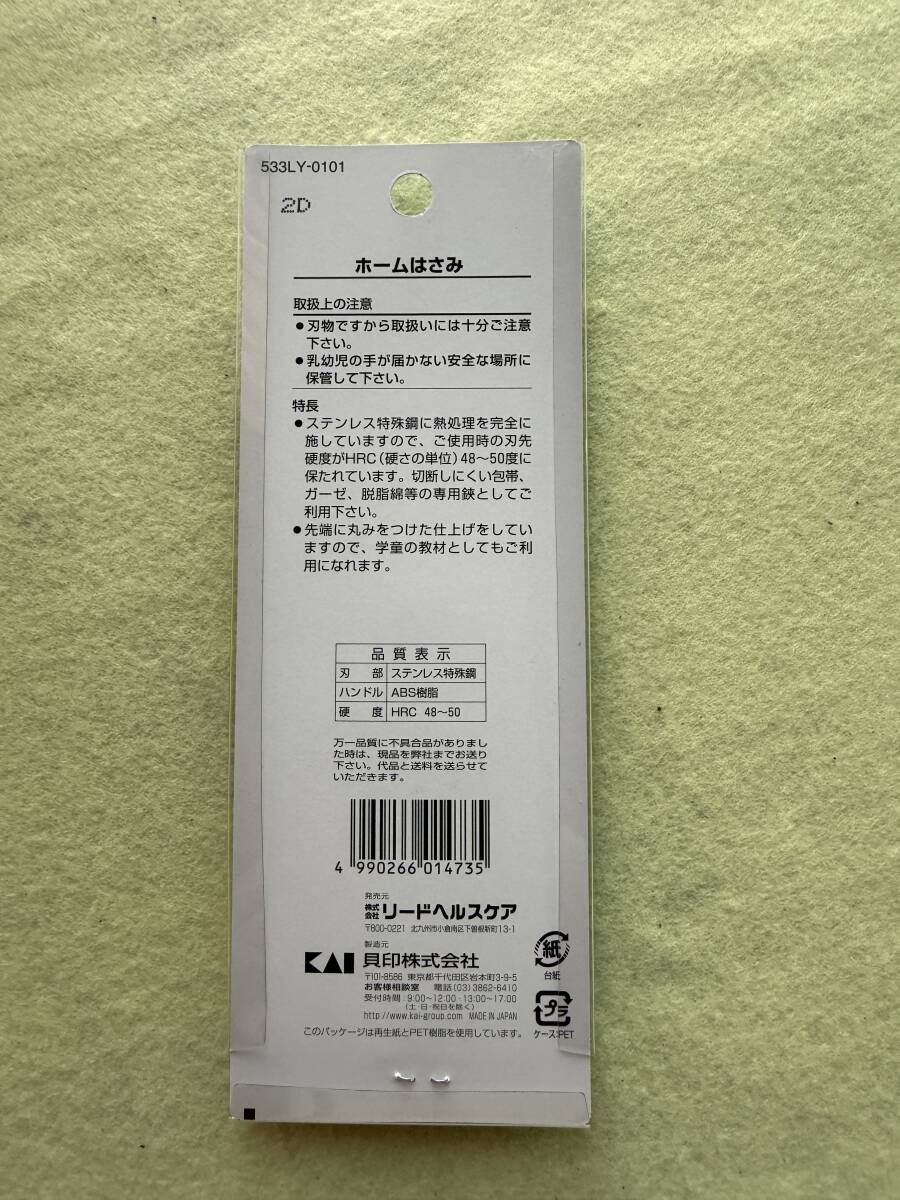 533LY-0101
2D
ホームはさみ
取扱上の注意
●刃物ですから取扱いには十分ご注意
下さい。
●乳幼児の手が届かない安全な場所に
保管して下さい。
特長
●ステンレス特殊鋼に熱処理を完全に
施していますので、ご使用時の刃先
硬度がHRC(硬さの単位)48〜50度に
保たれています。切断しにくい包帯、
ガーゼ、脱脂綿等の専用鋏としてご
利用下さい。
●先端に丸みをつけた仕上げをしてい
ますので、学童の教材としてもご利
用になれます。
品質表示
刃部 ステンレス特殊鋼
ハンドル ABS樹脂
硬度 HRC 48〜50
万一品質に不具合品がありまし
た時は、現品を弊社までお送り
下さい。代品と送料を送らせて
いただきます。
4 990266 014735
発売元
株式会社 リードヘルスケア
〒800-0221 北九州市小倉南区下曽根新町13-1
製造元
KAI 貝印株式会社
〒101-8586 東京都千代田区岩本町3-9-5
お客様相談室 電話(03)3862-6410
受付時間 9:00〜12:00・13:00〜17:00
(土・日・祝日を除く)
http://www.kai-group.com MADE IN JAPAN
このパッケージは再生紙とPET樹脂を使用しています。
紙
台紙
プラ
ケース:PET